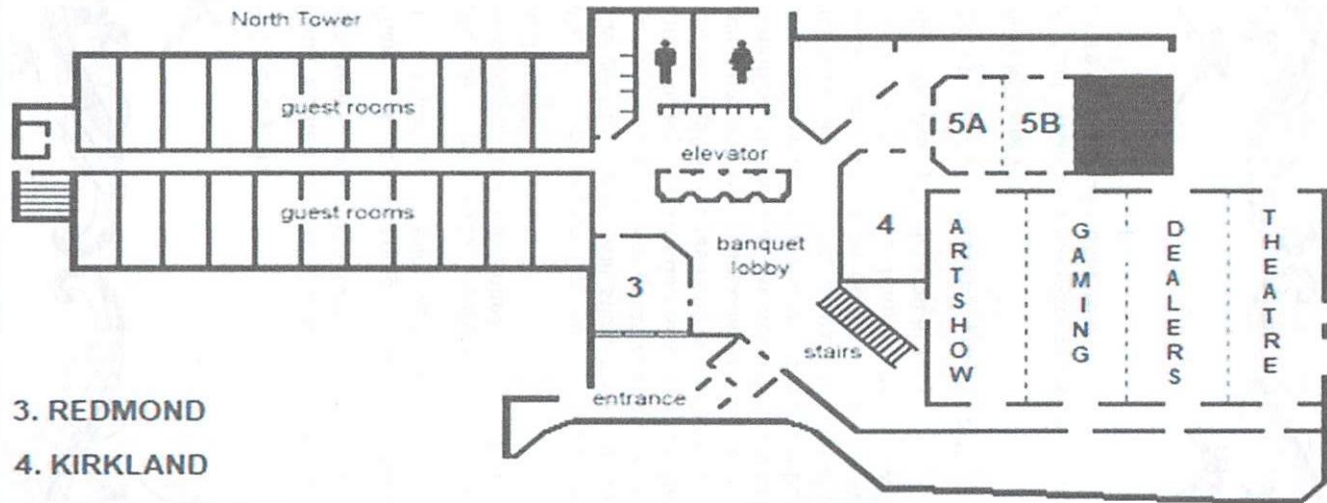 North Tower
guest rooms
guest rooms
elevator
banquet
lobby
stairs
entrance
3
4
5A
5B
ARTSHOW
GAMING
DEALERS
THEATRE
3. REDMOND
4. KIRKLAND